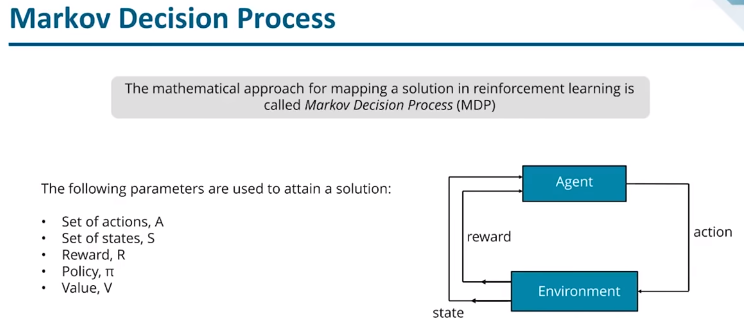 Markov Decision Process
The mathematical approach for mapping a solution in reinforcement learning is
called Markov Decision Process (MDP)
The following parameters are used to attain a solution:
• Set of actions, A
• Set of states, S
• Reward, R
• Policy, π
• Value, V
Agent
reward
action
Environment
state